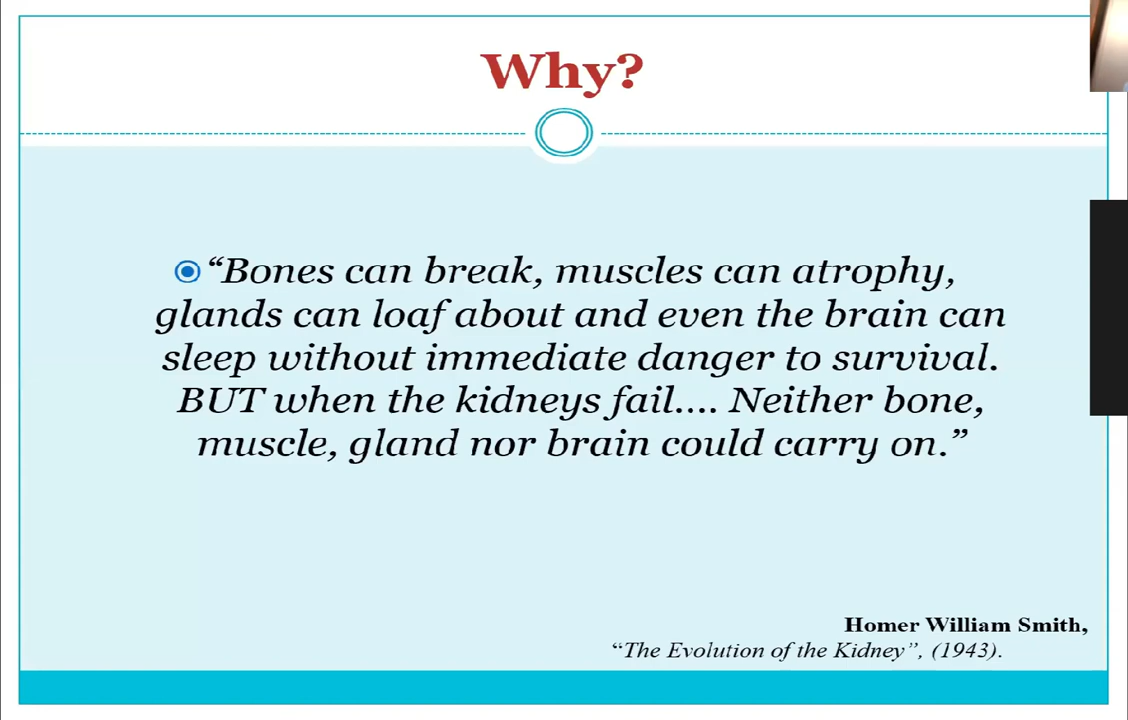 Why?
“Bones can break, muscles can atrophy,
glands can loaf about and even the brain can
sleep without immediate danger to survival.
BUT when the kidneys fail.... Neither bone,
muscle, gland nor brain could carry on.”
Homer William Smith,
“The Evolution of the Kidney”, (1943).